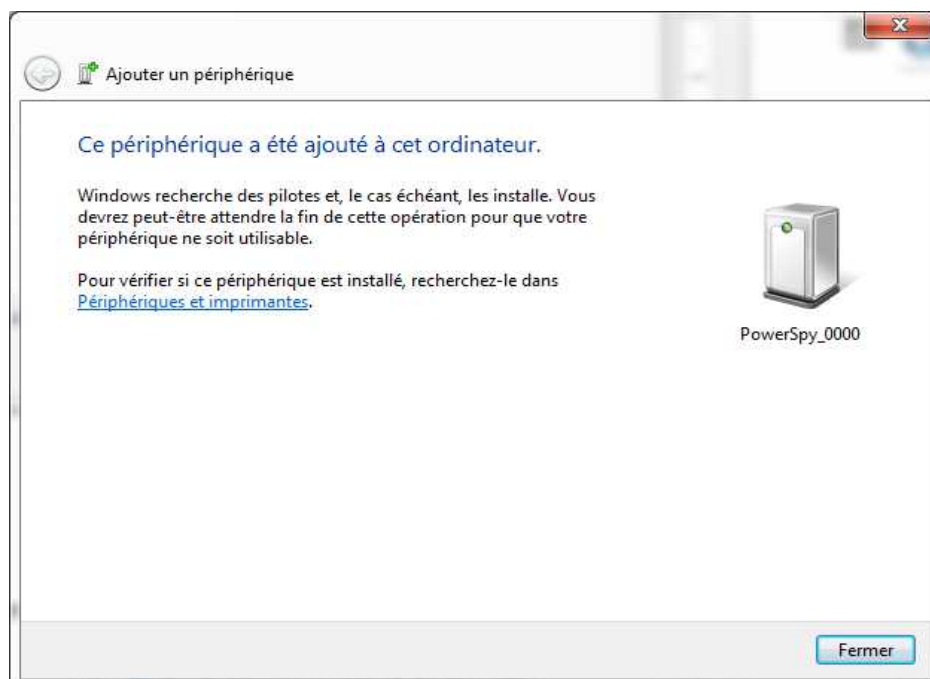 Ajouter un périphérique
Ce périphérique a été ajouté à cet ordinateur.
Windows recherche des pilotes et, le cas échéant, les installe. Vous
devrez peut-être attendre la fin de cette opération pour que votre
périphérique ne soit utilisable.
Pour vérifier si ce périphérique est installé, recherchez-le dans
Périphériques et imprimantes.
PowerSpy_0000
Fermer